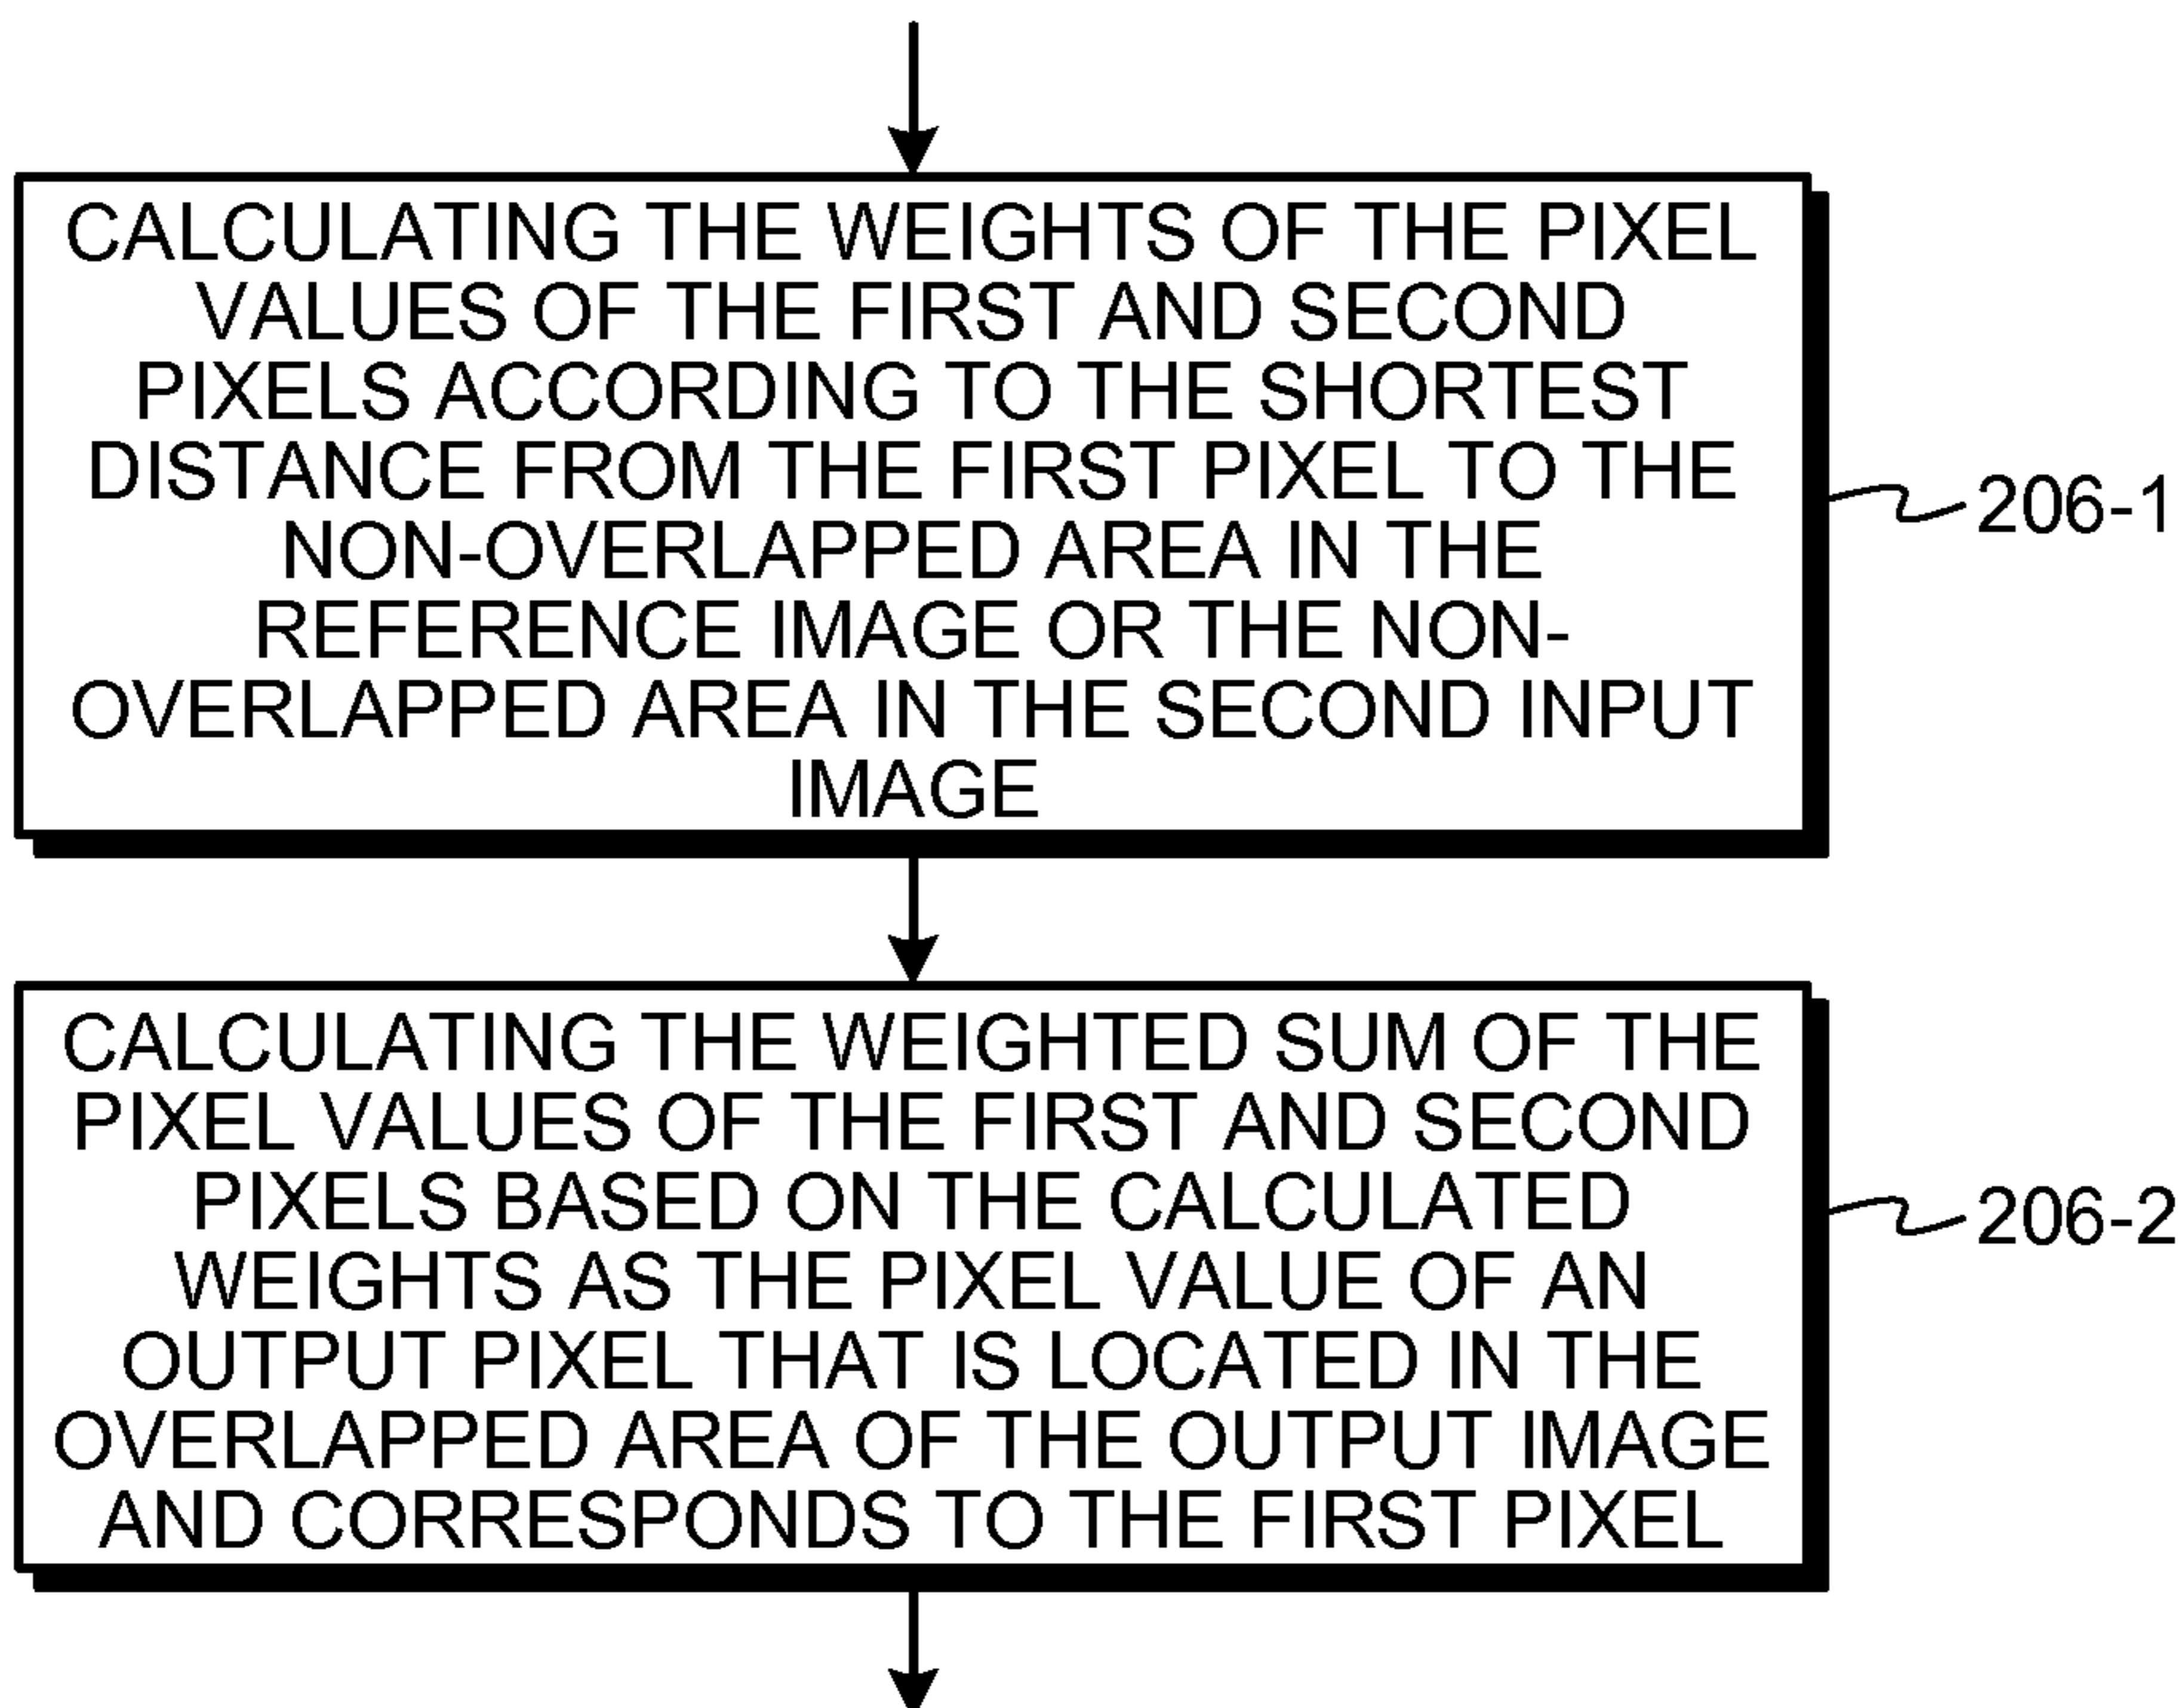 CALCULATING THE WEIGHTS OF THE PIXEL
VALUES OF THE FIRST AND SECOND
PIXELS ACCORDING TO THE SHORTEST
DISTANCE FROM THE FIRST PIXEL TO THE
NON-OVERLAPPED AREA IN THE
REFERENCE IMAGE OR THE NON-
OVERLAPPED AREA IN THE SECOND INPUT
IMAGE
206-1
CALCULATING THE WEIGHTED SUM OF THE
PIXEL VALUES OF THE FIRST AND SECOND
PIXELS BASED ON THE CALCULATED
WEIGHTS AS THE PIXEL VALUE OF AN
OUTPUT PIXEL THAT IS LOCATED IN THE
OVERLAPPED AREA OF THE OUTPUT IMAGE
AND CORRESPONDS TO THE FIRST PIXEL
206-2